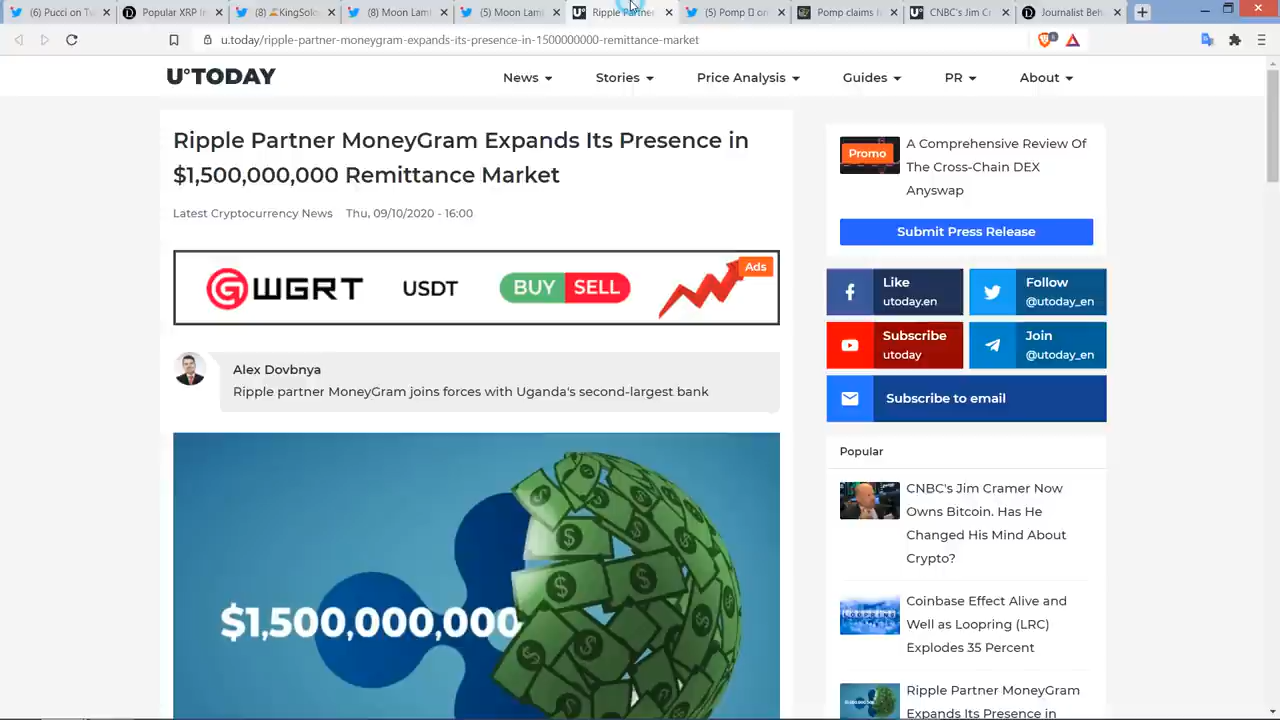 Pucci on Tw
Popular XRP in
(8)
KingSolo
(8) Moon Lam
(5) Moon Lam
Ripple Partne
(5) Pomp
on
Pomp claims
CNBC's Jim Cr
Journalist Beh
u.today/ripple-partner-moneygram-expands-its-presence-in-1500000000-remittance-market
U°TODAY
News
Stories
Price Analysis
Guides
PR
About
Ripple Partner MoneyGram Expands Its Presence in
$1,500,000,000 Remittance Market
Latest Cryptocurrency News Thu, 09/10/2020 - 16:00
WGRT USDT BUY SELL
Ads
Alex Dovbnya
Ripple partner MoneyGram joins forces with Uganda's second-largest bank
$1,500,000,000
Promo
A Comprehensive Review Of
The Cross-Chain DEX
Anyswap
Submit Press Release
Like
utoday.en
Follow
@utoday_en
Subscribe
utoday
Join
@utoday_en
Subscribe to email
Popular
CNBC's Jim Cramer Now
Owns Bitcoin. Has He
Changed His Mind About
Crypto?
Coinbase Effect Alive and
Well as Loopring (LRC)
Explodes 35 Percent
Ripple Partner MoneyGram
Expands Its Presence in